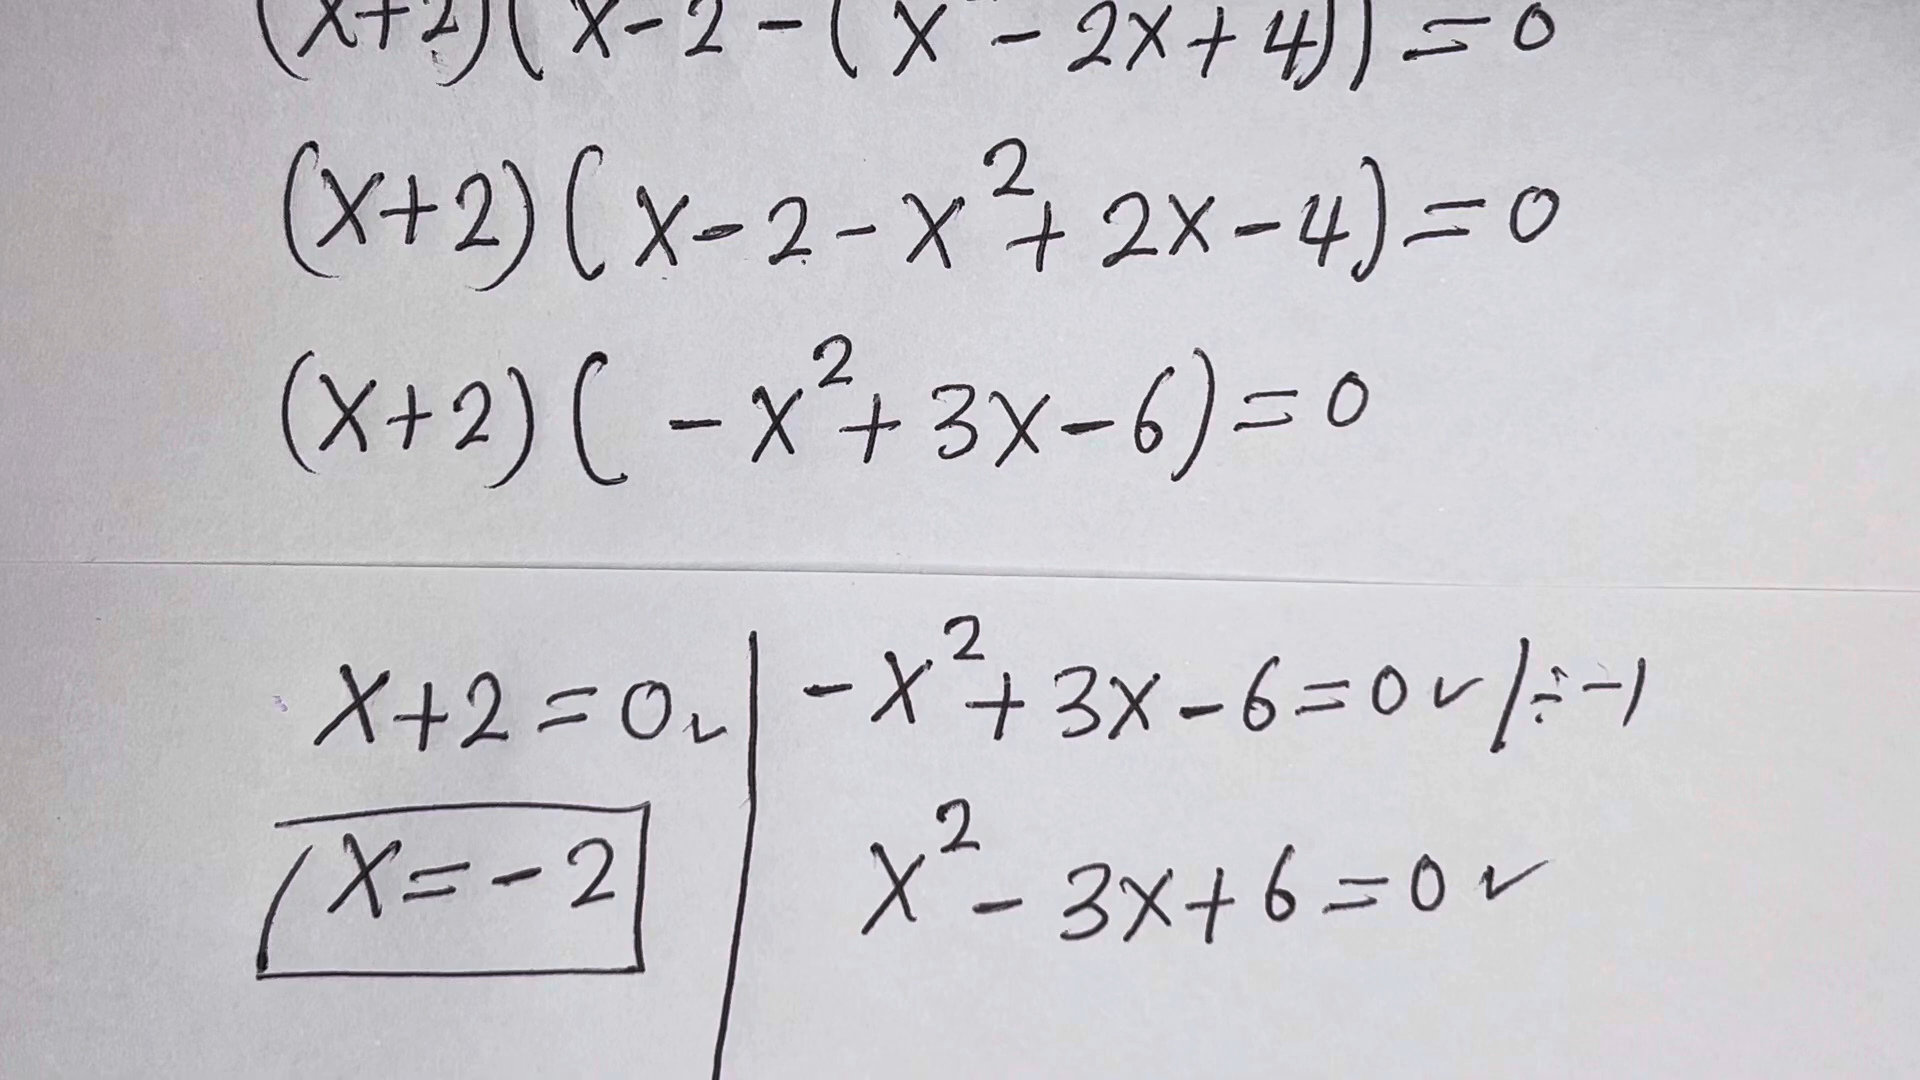 (x+2)(x-2-(x²-2x+4))=0
(x+2)(x-2-x²+2x-4)=0
(x+2)(-x²+3x-6)=0
x+2=0✓ | -x²+3x-6=0✓/÷-1
x=-2 | x²-3x+6=0✓